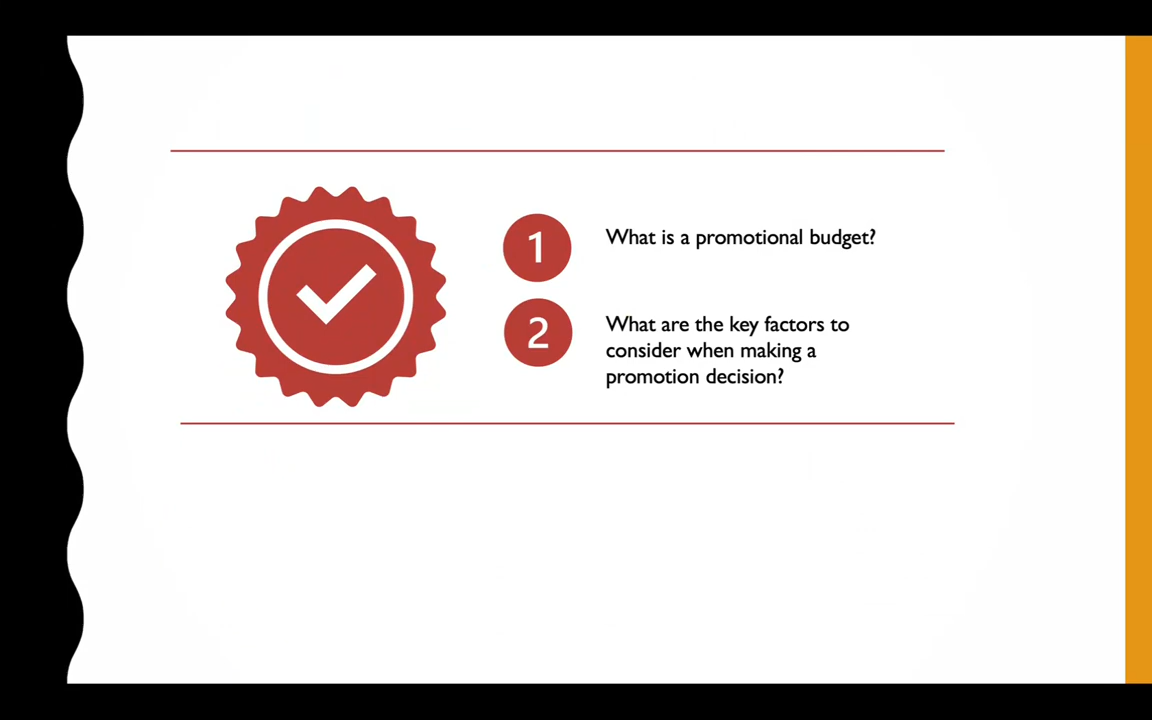 1
What is a promotional budget?
2
What are the key factors to
consider when making a
promotion decision?